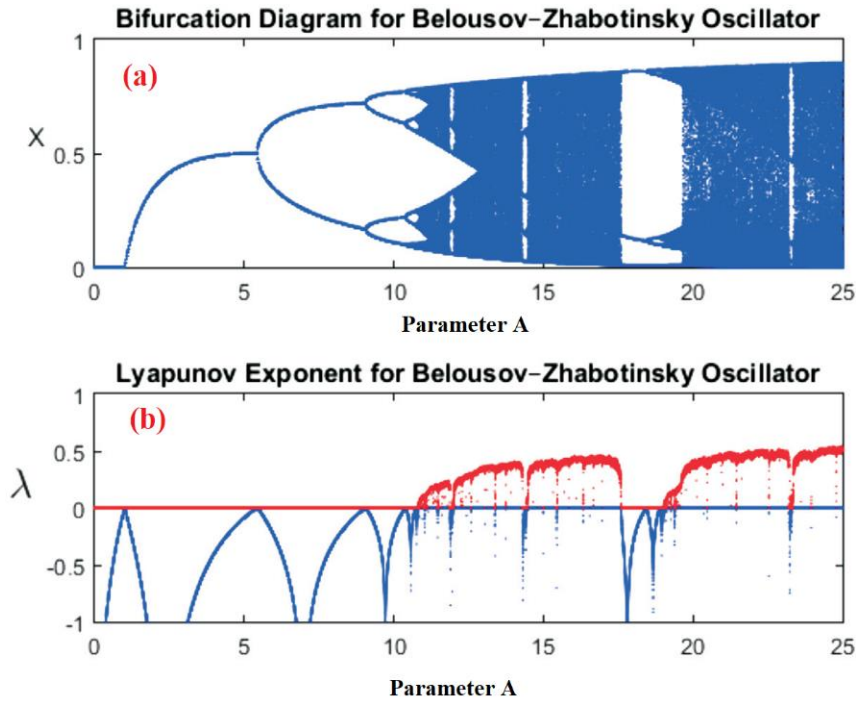 Bifurcation Diagram for Belousov−Zhabotinsky Oscillator
(a)
1
x
0.5
0
0 5 10 15 20 25
Parameter A
Lyapunov Exponent for Belousov−Zhabotinsky Oscillator
(b)
1
0.5
λ
0
-0.5
-1
0 5 10 15 20 25
Parameter A